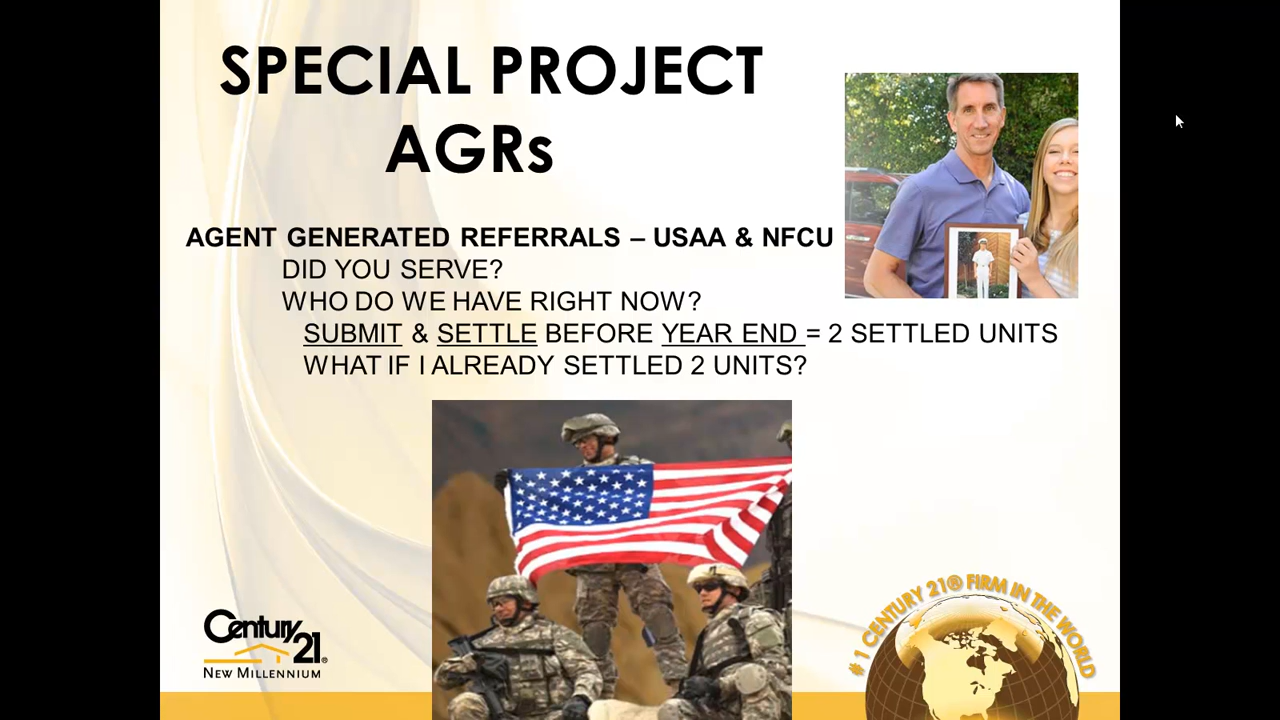 SPECIAL PROJECT
AGRs
AGENT GENERATED REFERRALS – USAA & NFCU
DID YOU SERVE?
WHO DO WE HAVE RIGHT NOW?
SUBMIT & SETTLE BEFORE YEAR END = 2 SETTLED UNITS
WHAT IF I ALREADY SETTLED 2 UNITS?
Century
21®
NEW MILLENNIUM
#1 CENTURY 21® FIRM IN THE WORLD